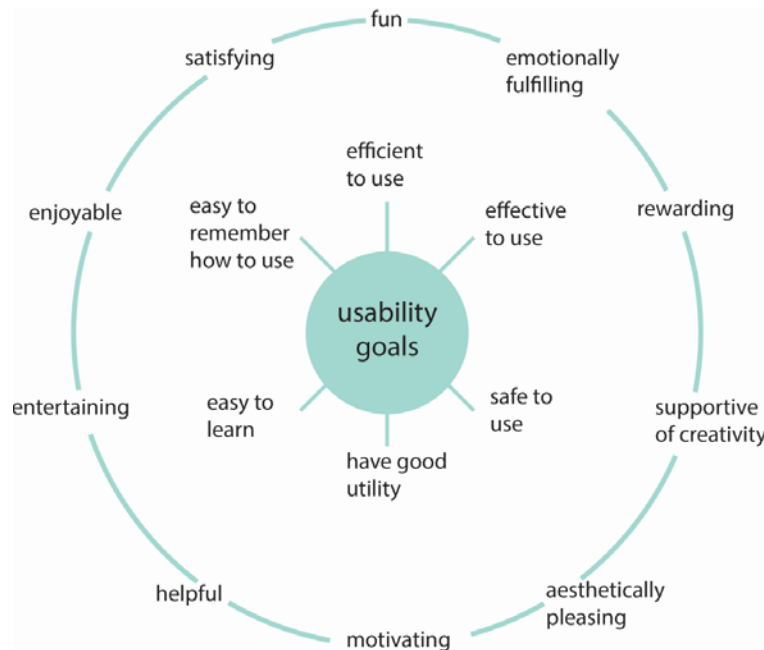 fun
satisfying
emotionally
fulfilling
efficient
to use
enjoyable
easy to
remember
how to use
effective
to use
rewarding
usability
goals
entertaining
easy to
learn
safe to
use
supportive
of creativity
have good
utility
helpful
aesthetically
pleasing
motivating